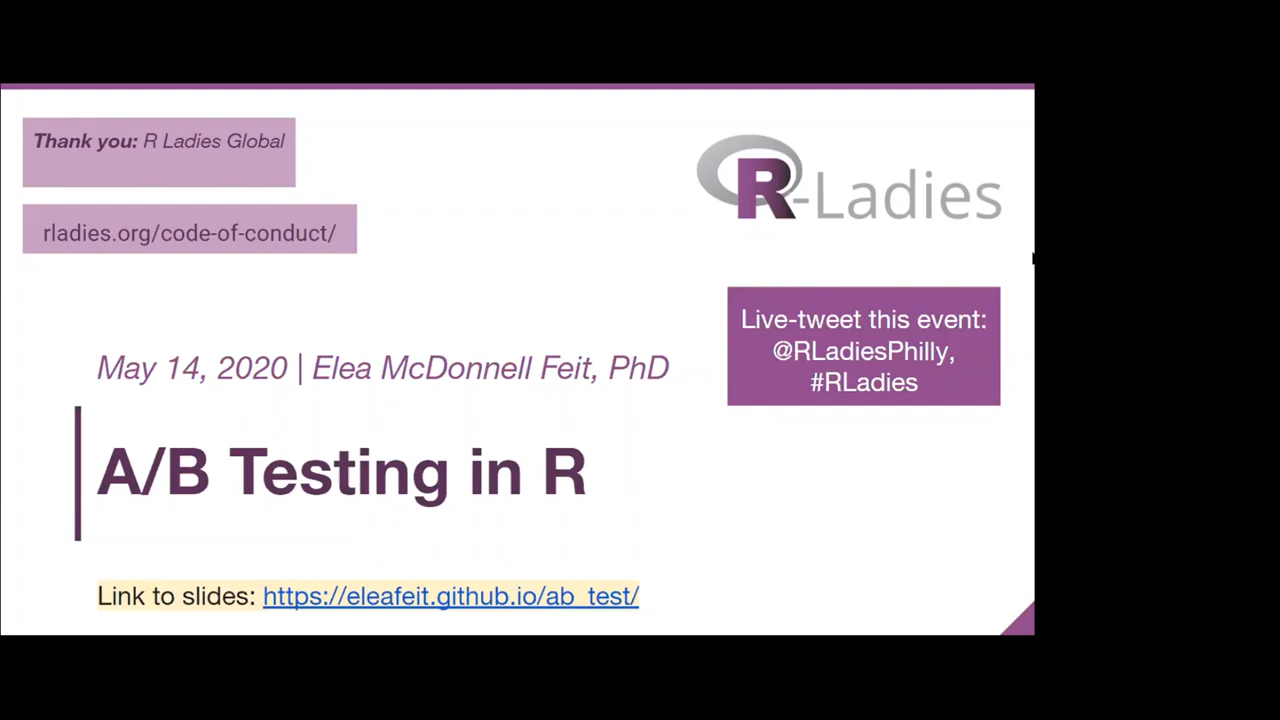 Thank you: R Ladies Global
rladies.org/code-of-conduct/
R-Ladies
Live-tweet this event:
@RLadiesPhilly,
#RLadies
May 14, 2020 | Elea McDonnell Feit, PhD
A/B Testing in R
Link to slides: https://eleafeit.github.io/ab_test/